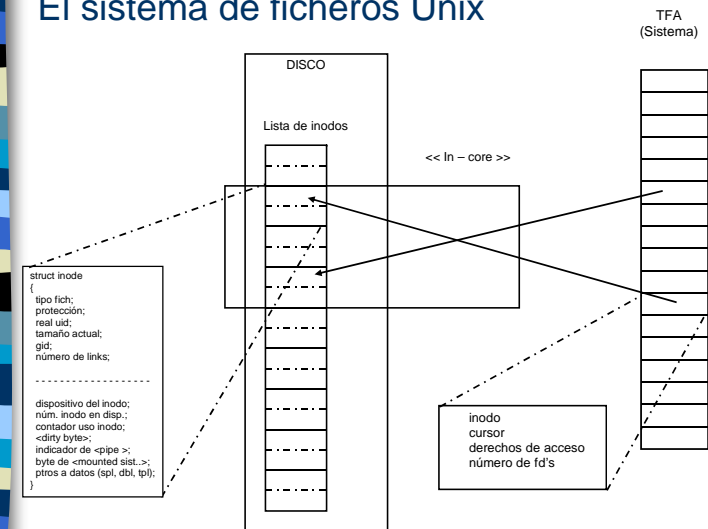 El sistema de ficheros Unix
TFA
(Sistema)
DISCO
Lista de inodos
<< In – core >>
struct inode
{
tipo fich;
protección;
real uid;
tamaño actual;
gid;
número de links;
- - - - - - - - - - - - - - - - - - -
dispositivo del inodo;
núm. inodo en disp.;
contador uso inodo;
<dirty byte>;
indicador de <pipe >;
byte de <mounted sist..>;
ptros a datos (spl, dbl, tpl);
}
inodo
cursor
derechos de acceso
número de fd's